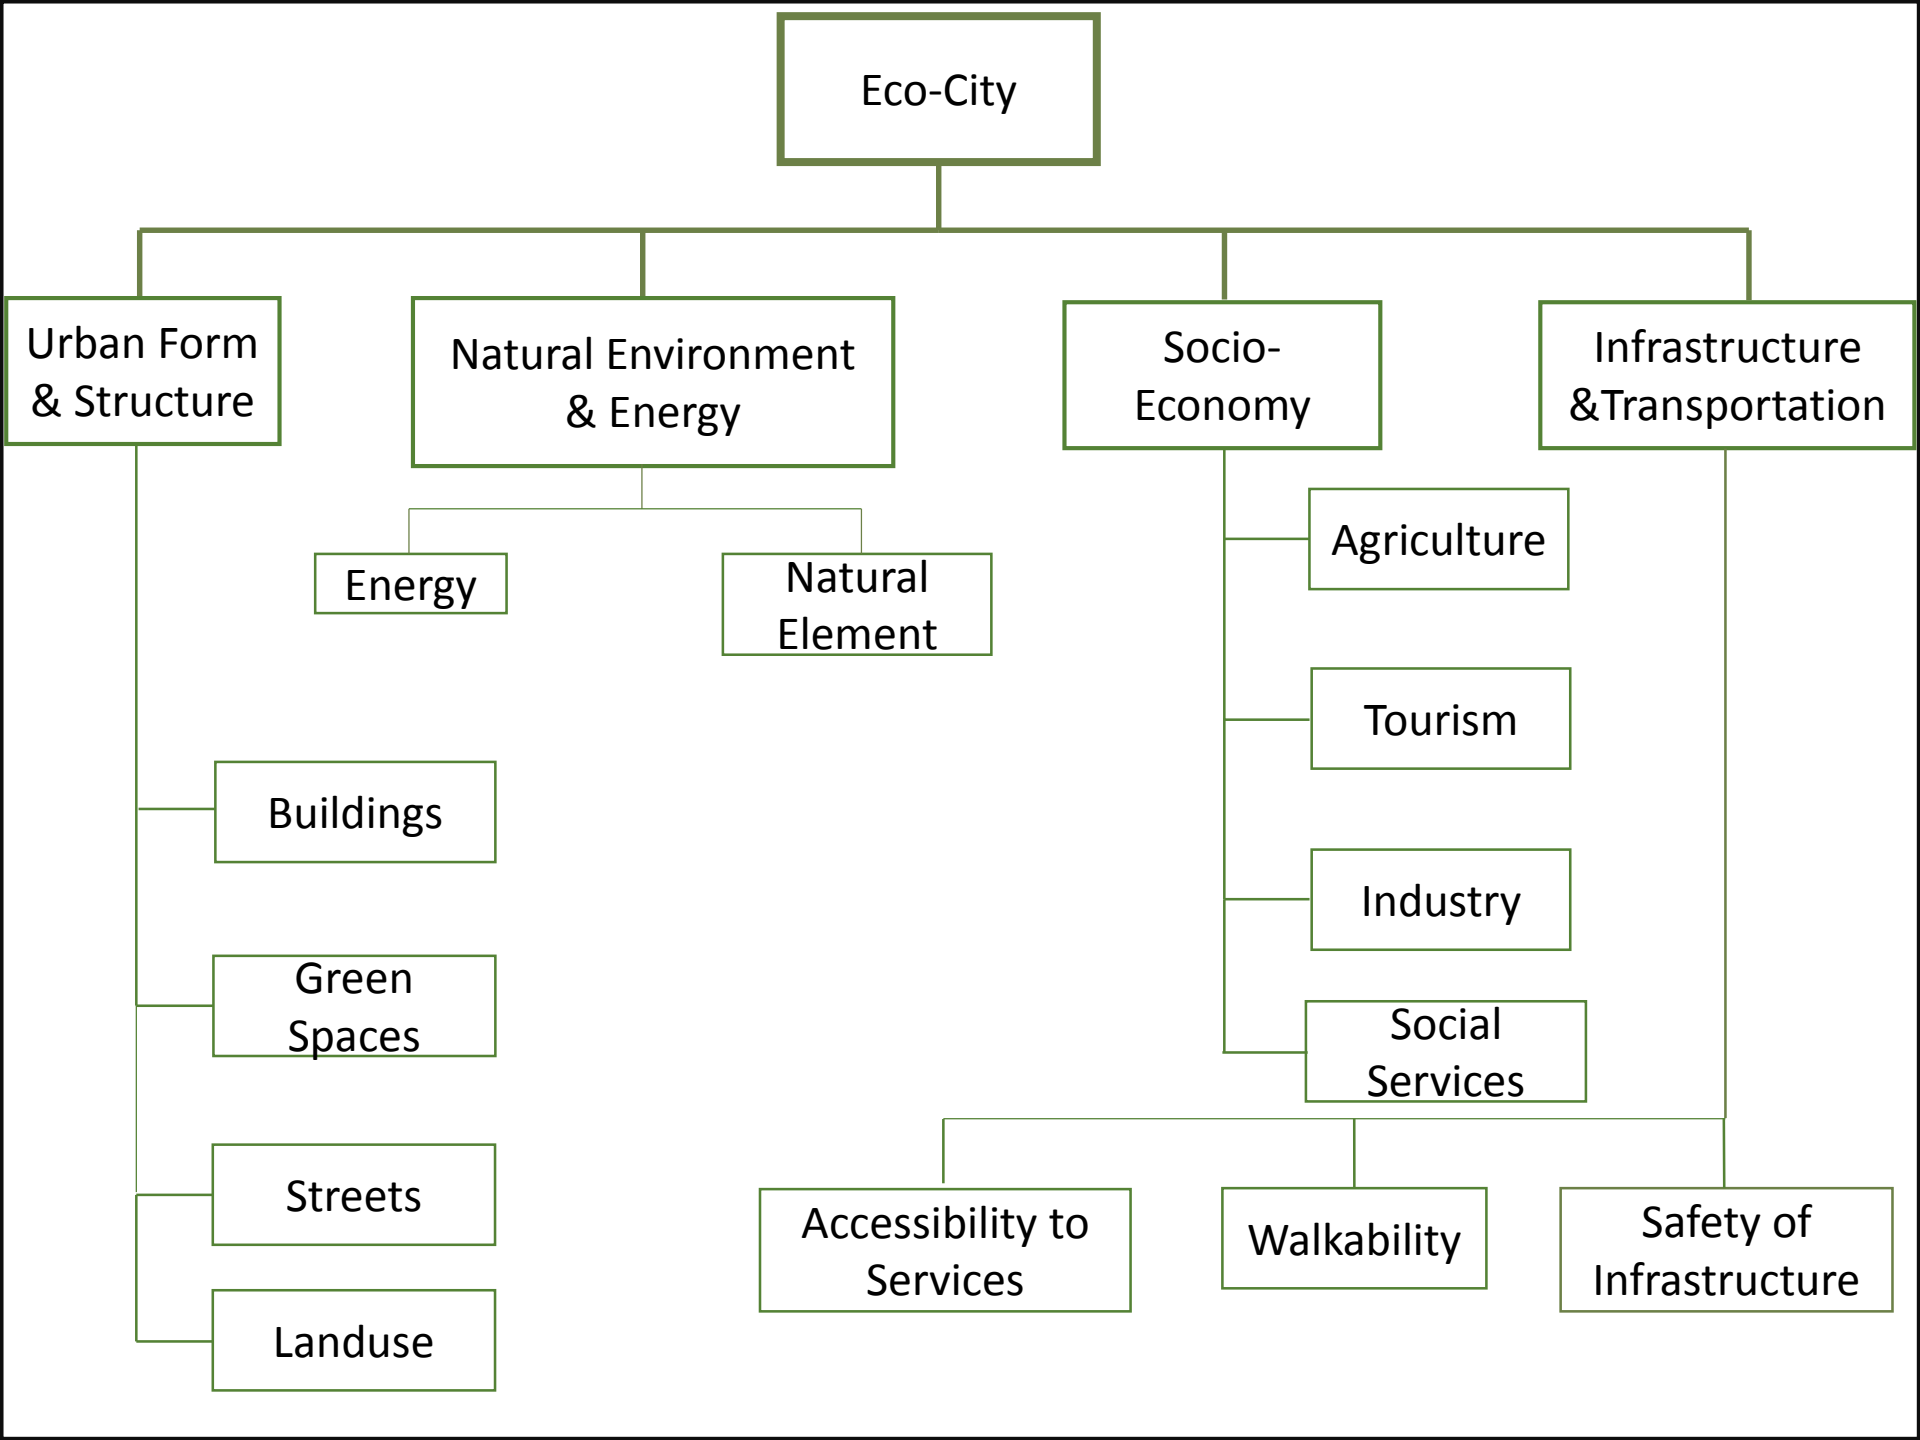 Eco-City
Urban Form
& Structure
Natural Environment
& Energy
Socio-
Economy
Infrastructure
&Transportation
Energy
Natural
Element
Agriculture
Tourism
Buildings
Industry
Green
Spaces
Social
Services
Streets
Accessibility to
Services
Walkability
Safety of
Infrastructure
Landuse